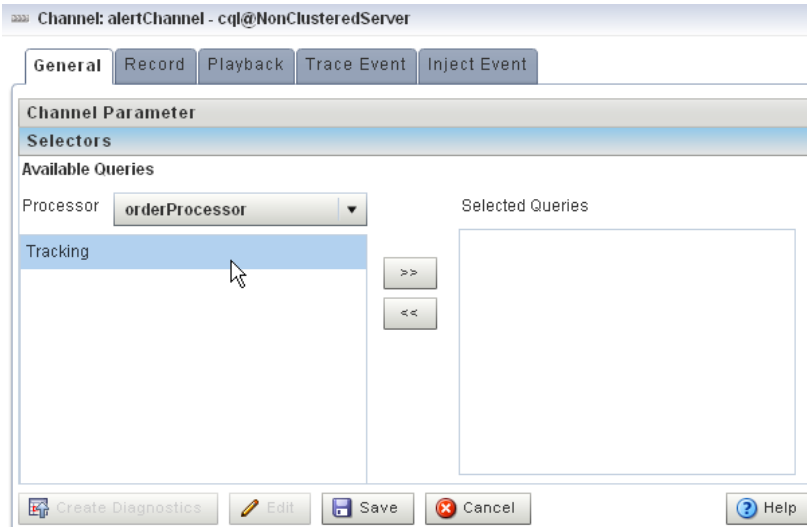 Channel: alertChannel - cql@NonClusteredServer
General Record Playback Trace Event Inject Event
Channel Parameter
Selectors
Available Queries
Processor orderProcessor Selected Queries
Tracking
>>
<<
Create Diagnostics Edit Save Cancel Help